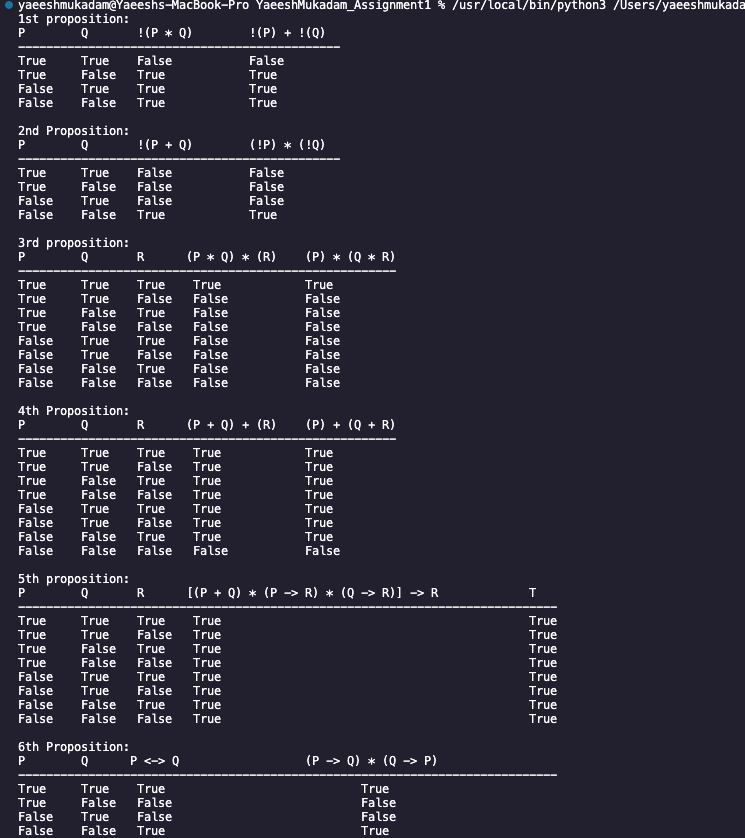 yaeeshmukadam@Yaeeshs-MacBook-Pro YaeeshMukadam_Assignment1 % /usr/local/bin/python3 /Users/yaeeshmukada
1st proposition:
P Q !(P * Q) !(P) + !(Q)
True True False False
True False True True
False True True True
False False True True
2nd Proposition:
P Q !(P + Q) (!P) * (!Q)
True True False False
True False False False
False True False False
False False True True
3rd proposition:
P Q R (P * Q) * (R) (P) * (Q * R)
True True True True True
True True False False False
True False True False False
True False False False False
False True True False False
False True False False False
False False True False False
False False False False False
4th Proposition:
P Q R (P + Q) + (R) (P) + (Q + R)
True True True True True
True True False True True
True False True True True
True False False True True
False True True True True
False True False True True
False False True True True
False False False False False
5th proposition:
P Q R [(P + Q) * (P -> R) * (Q -> R)] -> R T
True True True True True
True True False True True
True False True True True
True False False True True
False True True True True
False True False True True
False False True True True
False False False True True
6th Proposition:
P Q P <-> Q (P -> Q) * (Q -> P)
True True True True
True False False False
False True False False
False False True True